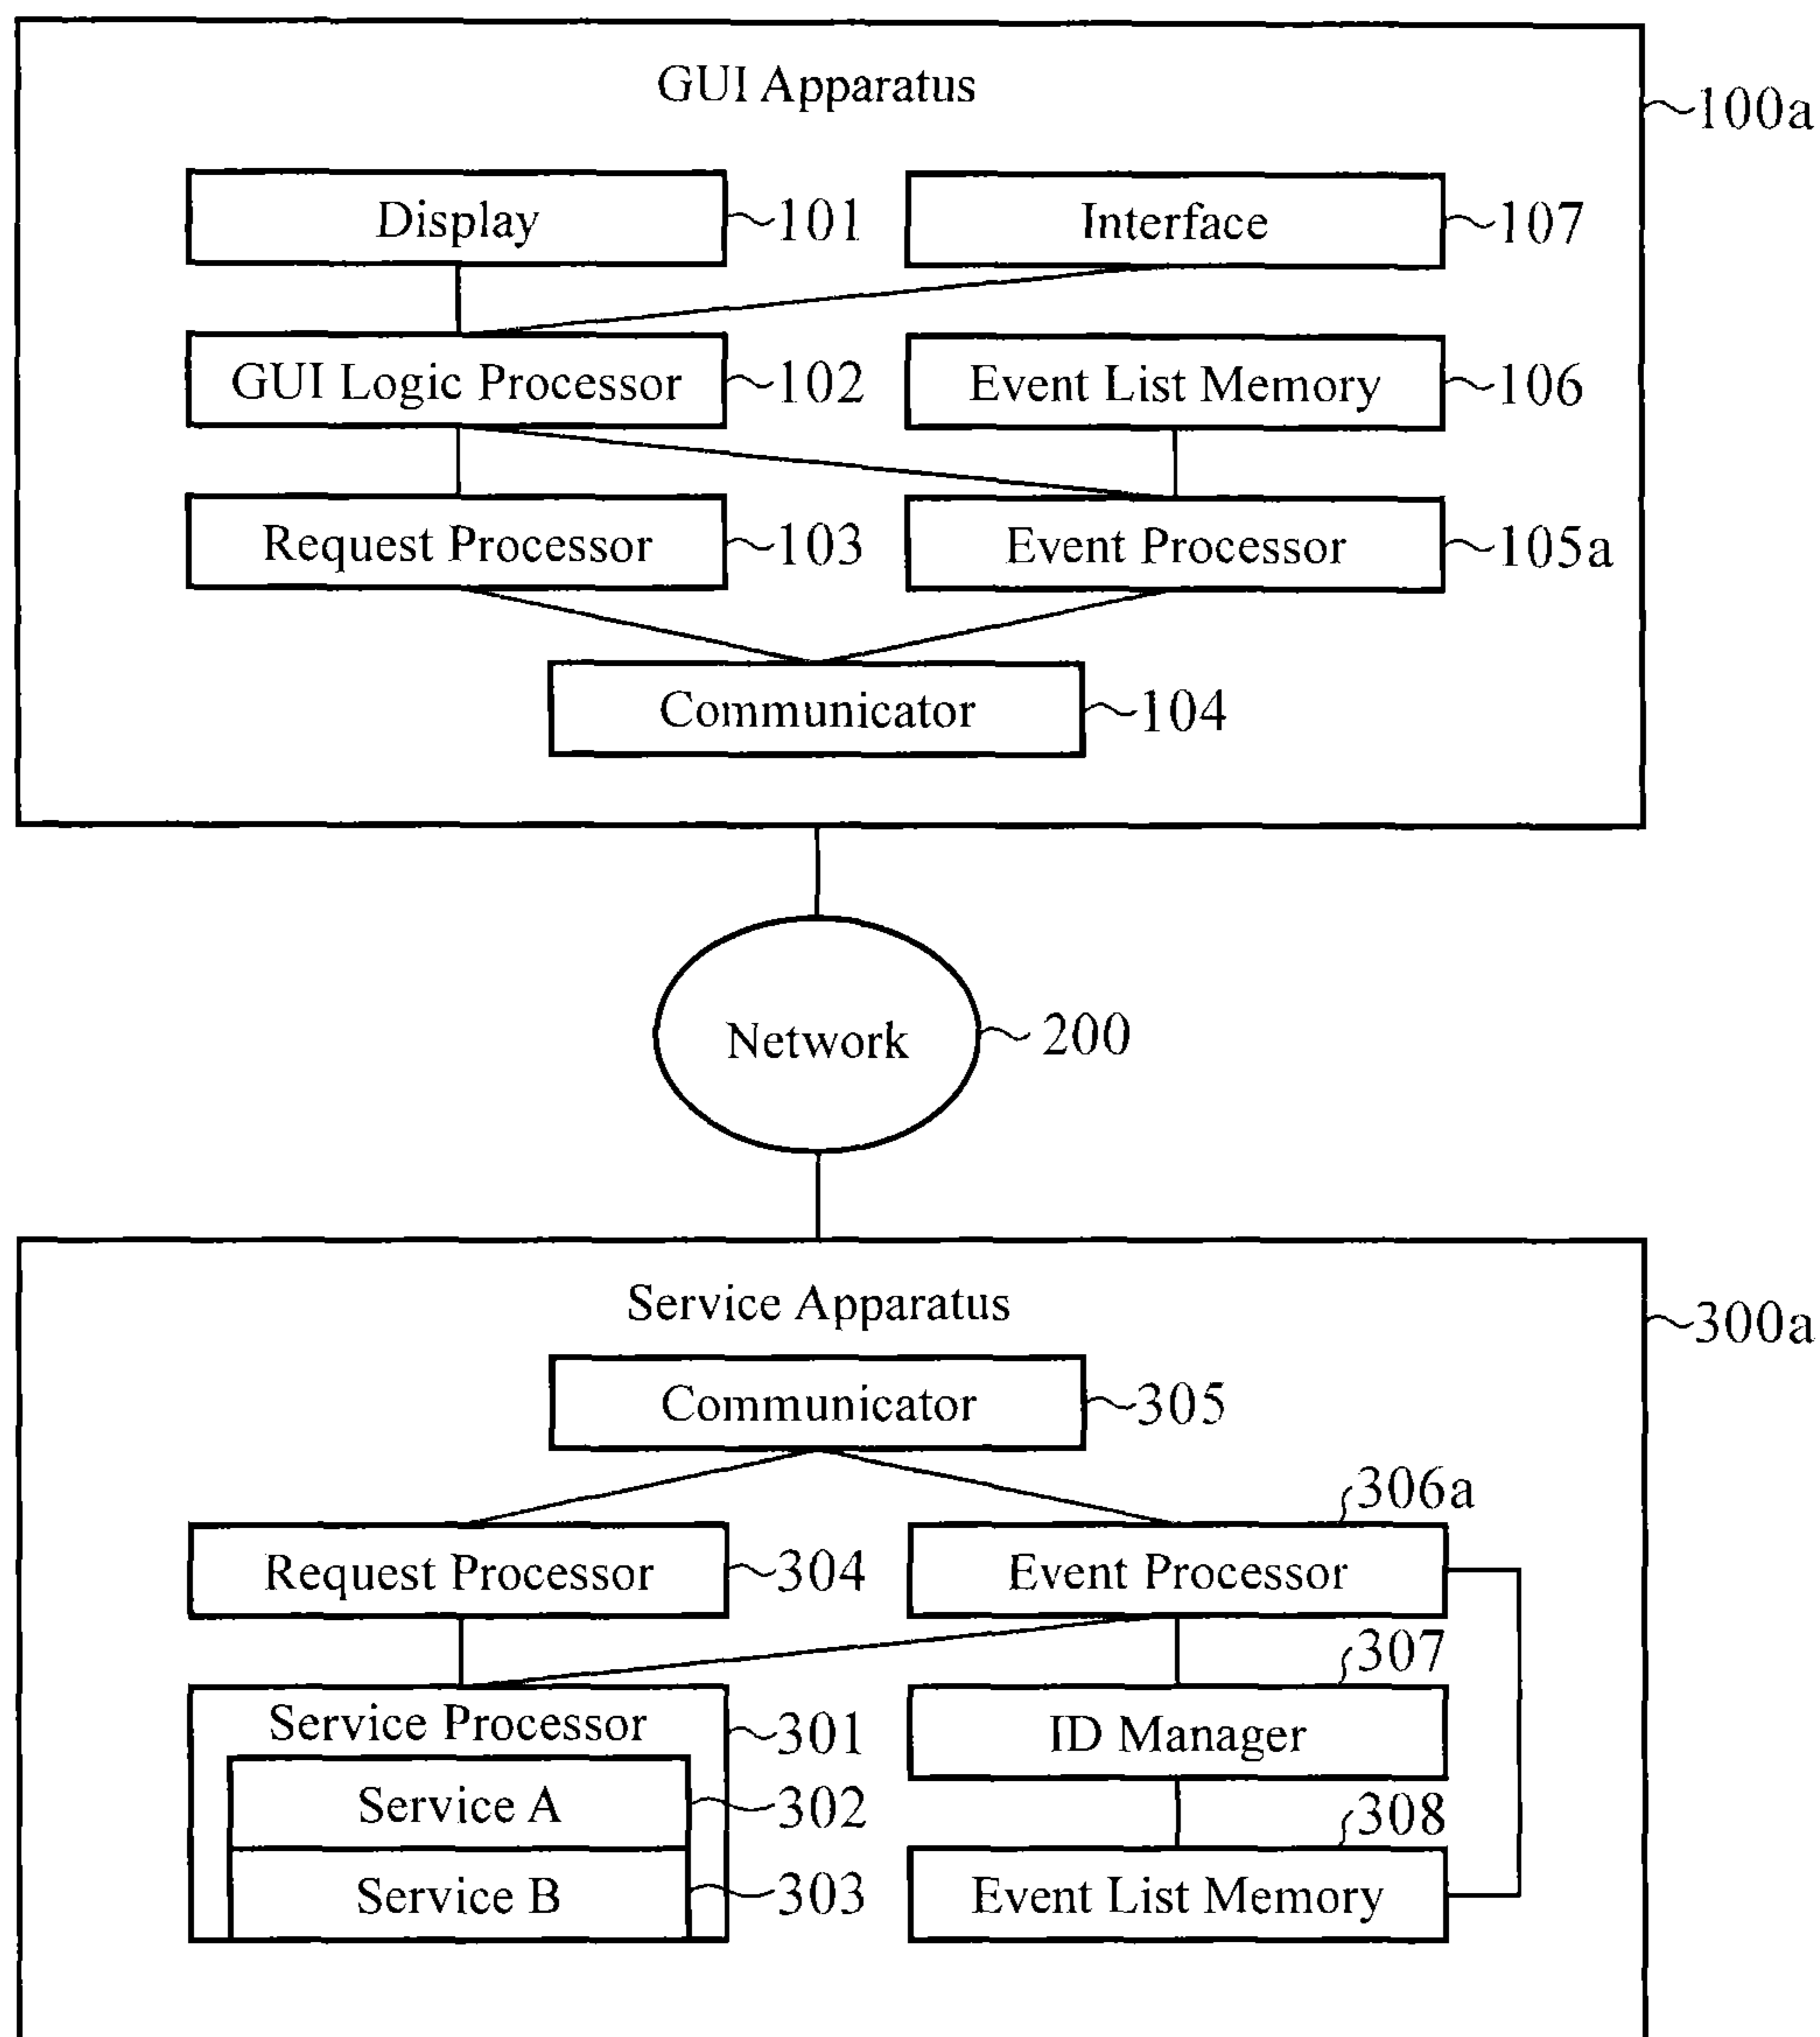 GUI Apparatus
100a
Display
101
Interface
107
GUI Logic Processor
102
Event List Memory
106
Request Processor
103
Event Processor
105a
Communicator
104
Network
200
Service Apparatus
300a
Communicator
305
306a
Request Processor
304
Event Processor
307
Service Processor
301
ID Manager
Service A
302
308
Service B
303
Event List Memory